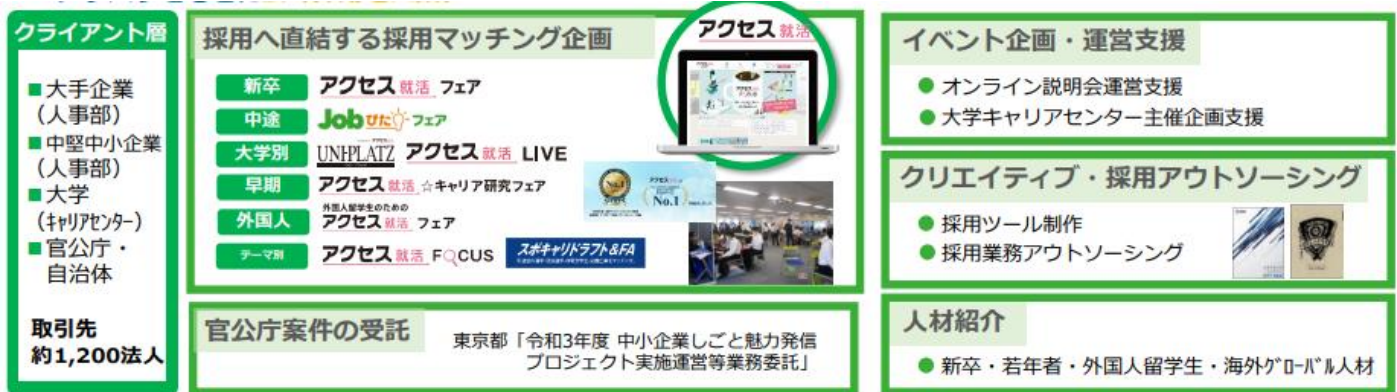 クライアント層
■大手企業
（人事部）
■中堅中小企業
（人事部）
■大学
（ｷｬﾘｱｾﾝﾀｰ）
■官公庁・
自治体
取引先
約1,200法人
採用へ直結する採用マッチング企画
アクセス就活
新卒 アクセス就活 フェア
中途 Jobぴた フェア
大学別 UNI-PLATZ アクセス就活 LIVE
早期 アクセス就活 ☆キャリア研究フェア
外国人留学生のための
外国人 アクセス就活 フェア
テーマ別 アクセス就活 FOCUS スポキャリドラフト&FA
No.1
No.1
官公庁案件の受託
東京都「令和3年度 中小企業しごと魅力発信
プロジェクト実施運営等業務委託」
イベント企画・運営支援
● オンライン説明会運営支援
● 大学キャリアセンター主催企画支援
クリエイティブ・採用アウトソーシング
● 採用ツール制作
● 採用業務アウトソーシング
人材紹介
● 新卒・若年者・外国人留学生・海外ｸﾞﾛｰﾊﾞﾙ人材